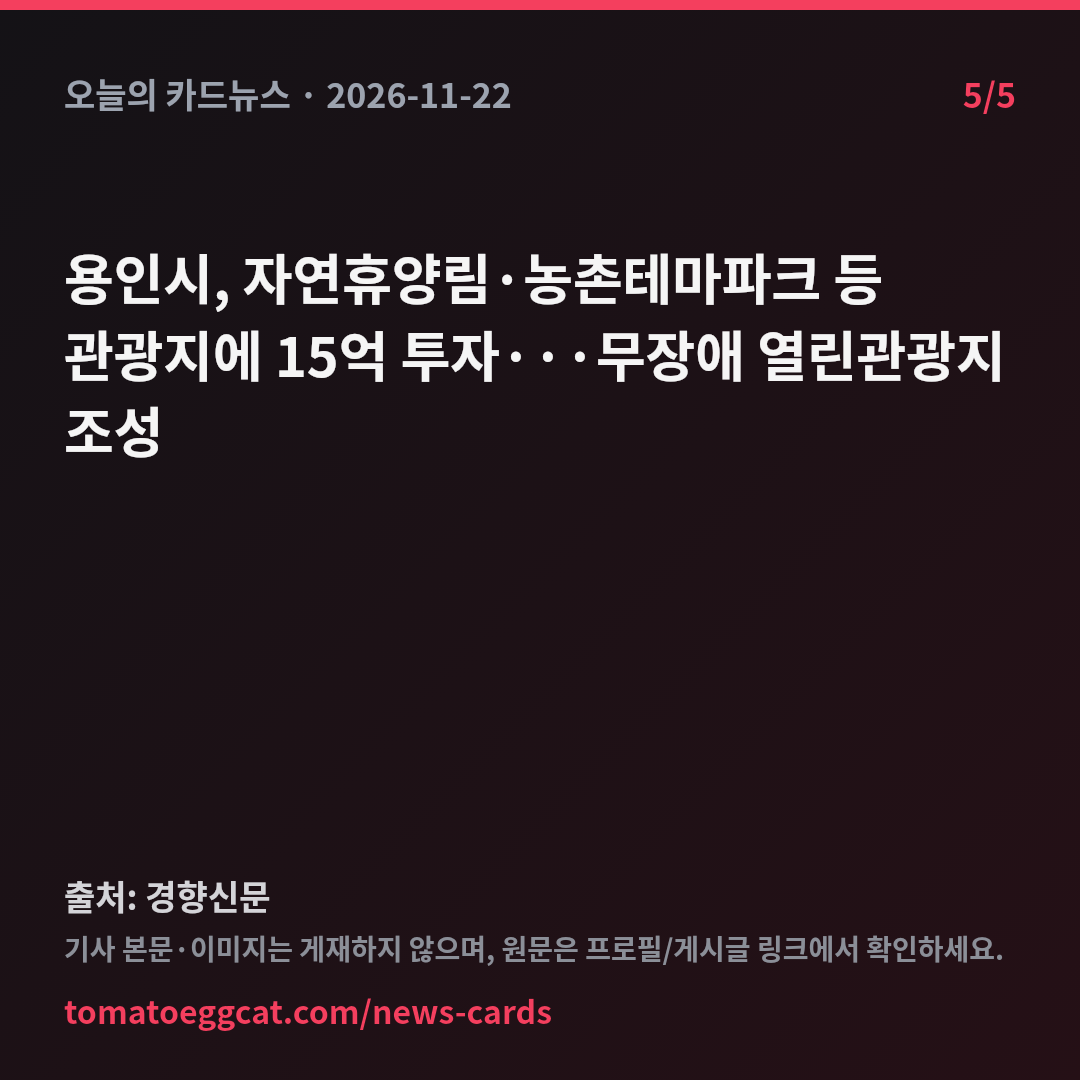 오늘의 카드뉴스 · 2026-11-22
5/5
용인시, 자연휴양림·농촌테마파크 등
관광지에 15억 투자···무장애 열린관광지
조성
출처: 경향신문
기사 본문·이미지는 게재하지 않으며, 원문은 프로필/게시글 링크에서 확인하세요.
tomatoeggcat.com/news-cards